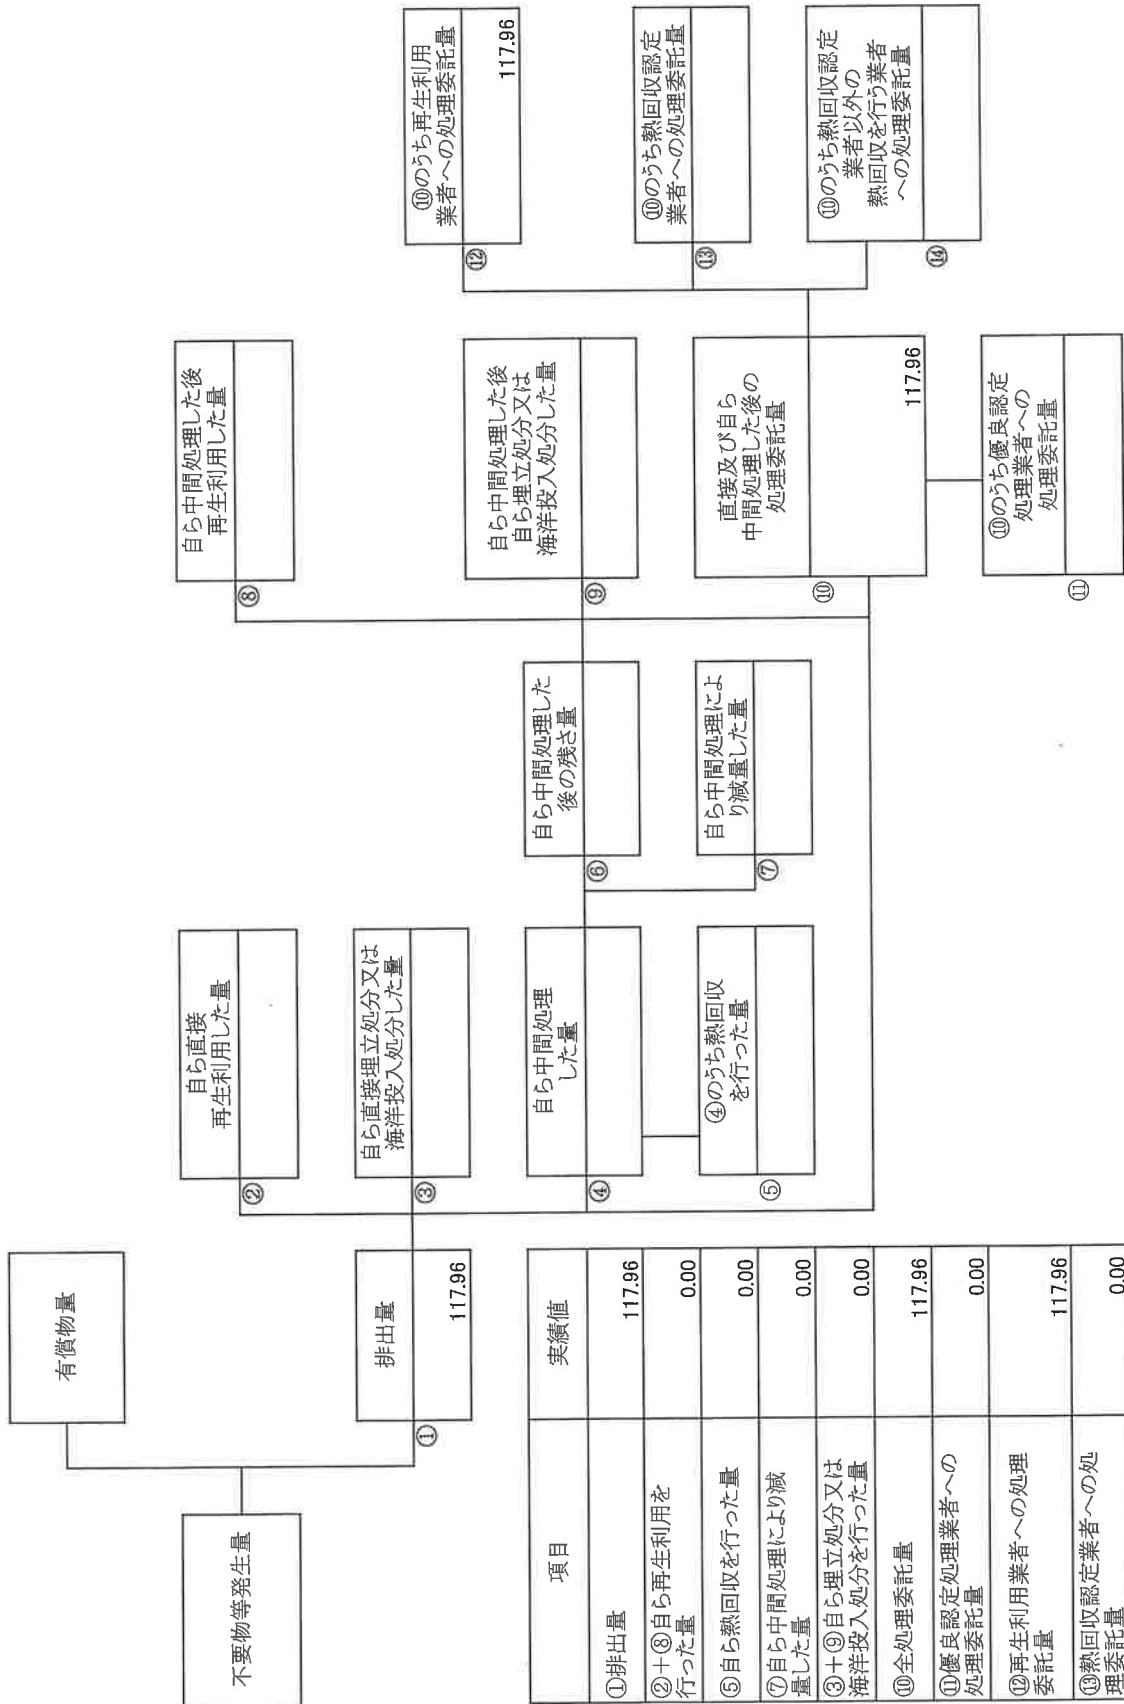 不要物等発生量
有償物量
①
排出量
117.96
②
自ら直接
再生利用した量
③
自ら直接埋立処分又は
海洋投入処分した量
④
自ら中間処理
した量
⑤
④のうち熱回収
を行った量
⑥
自ら中間処理した
後の残さ量
⑦
自ら中間処理によ
り減量した量
⑧
自ら中間処理した後
再生利用した量
⑨
自ら中間処理した後
自ら埋立処分又は
海洋投入処分した量
⑩
直接及び自ら
中間処理した後の
処理委託量
117.96
⑪
⑩のうち優良認定
処理業者への
処理委託量
⑫
⑩のうち再生利用
業者への処理委託量
117.96
⑬
⑩のうち熱回収認定
業者への処理委託量
⑭
⑩のうち熱回収認定
業者以外の
熱回収を行う業者
への処理委託量
項目 実績値
①排出量 117.96
②+⑧自ら再生利用を
行った量 0.00
⑤自ら熱回収を行った量 0.00
⑦自ら中間処理により減
量した量 0.00
③+⑨自ら埋立処分又は
海洋投入処分を行った量 0.00
⑩全処理委託量 117.96
⑪優良認定処理業者への
処理委託量 0.00
⑫再生利用業者への処理
委託量 117.96
⑬熱回収認定業者への処
理委託量 0.00